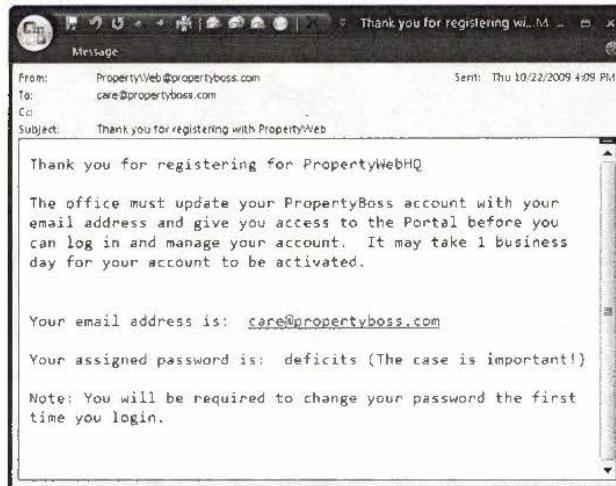 Thank you for registering wi... M...
Message
From: PropertyWeb@propertyboss.com Sent: Thu 10/22/2009 4:09 PM
To: care@propertyboss.com
Cc:
Subject: Thank you for registering with PropertyWeb
Thank you for registering for PropertyWebHQ
The office must update your PropertyBoss account with your
email address and give you access to the Portal before you
can log in and manage your account. It may take 1 business
day for your account to be activated.
Your email address is: care@propertyboss.com
Your assigned password is: deficits (The case is important!)
Note: You will be required to change your password the first
time you login.